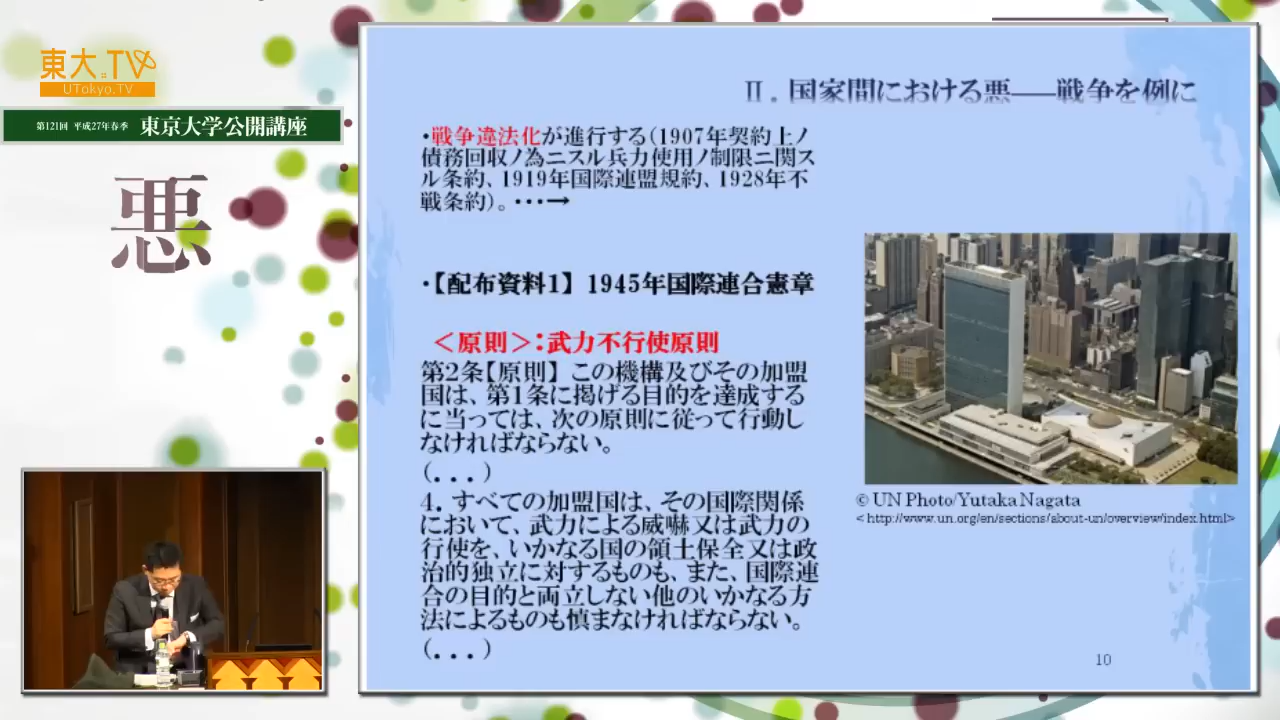 東大.TV
UTokyo.TV
第121回 平成27年春季 東京大学公開講座
悪
Ⅱ．国家間における悪――戦争を例に
・戦争違法化が進行する（1907年契約上ノ
債務回収ノ為ニスル兵力使用ノ制限ニ関ス
ル条約、1919年国際連盟規約、1928年不
戦条約）。・・・→
・【配布資料1】1945年国際連合憲章
＜原則＞：武力不行使原則
第2条【原則】この機構及びその加盟
国は、第1条に掲げる目的を達成する
に当っては、次の原則に従って行動し
なければならない。
（．．．）
4．すべての加盟国は、その国際関係
において、武力による威嚇又は武力の
行使を、いかなる国の領土保全又は政
治的独立に対するものも、また、国際連
合の目的と両立しない他のいかなる方
法によるものも慎まなければならない。
（．．．）
© UN Photo/Yutaka Nagata
<http://www.un.org/en/sections/about-un/overview/index.html>
10